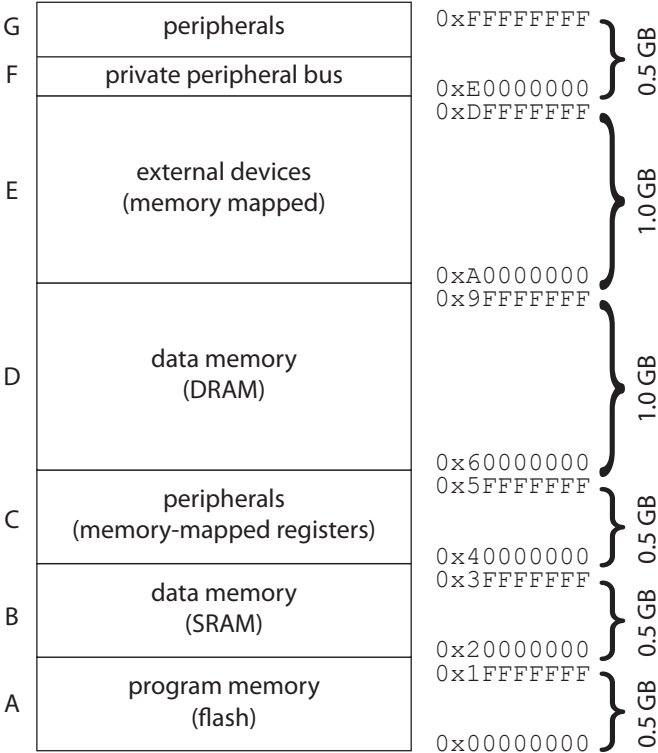 G
peripherals
0xFFFFFFFF
F
private peripheral bus
0xE0000000
0.5 GB
0xDFFFFFFF
E
external devices
(memory mapped)
1.0 GB
0xA0000000
0x9FFFFFFF
D
data memory
(DRAM)
1.0 GB
0x60000000
0x5FFFFFFF
C
peripherals
(memory-mapped registers)
0.5 GB
0x40000000
0x3FFFFFFF
B
data memory
(SRAM)
0.5 GB
0x20000000
0x1FFFFFFF
A
program memory
(flash)
0.5 GB
0x00000000